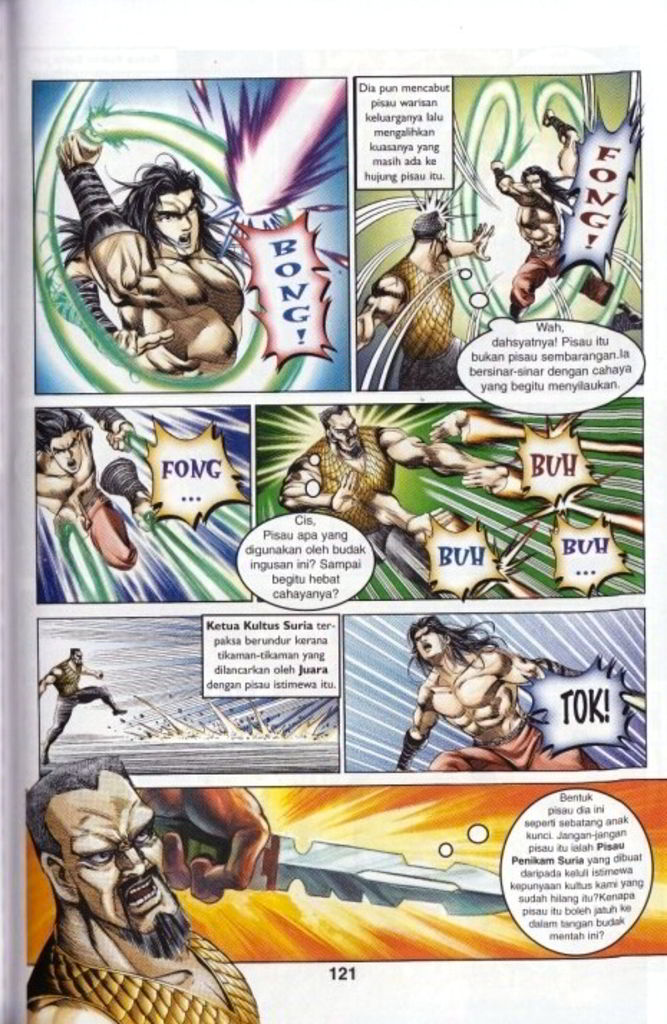 BONG!
Dia pun mencabut
pisau warisan
keluarganya lalu
mengalihkan
kuasanya yang
masih ada ke
hujung pisau itu.
FONG!
Wah,
dahsyatnya! Pisau itu
bukan pisau sembarangan.Ia
bersinar-sinar dengan cahaya
yang begitu menyilaukan.
FONG
...
Cis,
Pisau apa yang
digunakan oleh budak
ingusan ini? Sampai
begitu hebat
cahayanya?
BUH
BUH
BUH
...
Ketua Kultus Suria ter-
paksa berundur kerana
tikaman-tikaman yang
dilancarkan oleh Juara
dengan pisau istimewa itu.
TOK!
Bentuk
pisau dia ini
seperti sebatang anak
kunci. Jangan-jangan
pisau itu ialah Pisau
Penikam Suria yang dibuat
daripada keluli istimewa
kepunyaan kultus kami yang
sudah hilang itu?Kenapa
pisau itu boleh jatuh ke
dalam tangan budak
mentah ini?
121